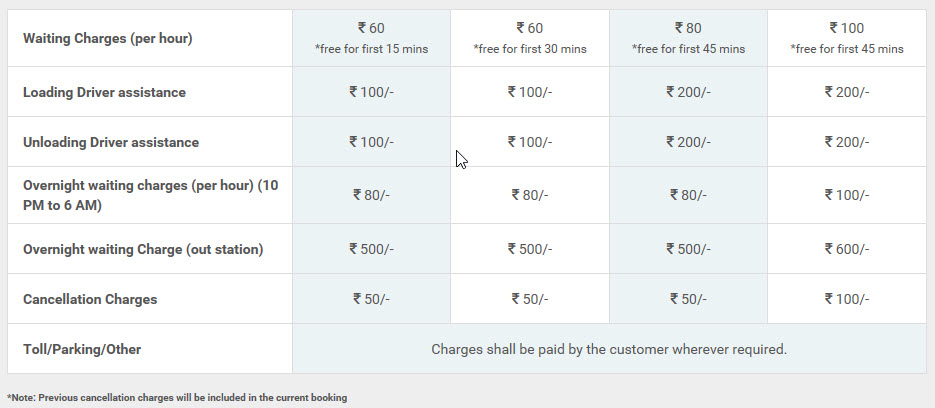 Waiting Charges (per hour) ₹ 60 ₹ 60 ₹ 80 ₹ 100
*free for first 15 mins *free for first 30 mins *free for first 45 mins *free for first 45 mins
Loading Driver assistance ₹ 100/- ₹ 100/- ₹ 200/- ₹ 200/-
Unloading Driver assistance ₹ 100/- ₹ 100/- ₹ 200/- ₹ 200/-
Overnight waiting charges (per hour) (10
PM to 6 AM) ₹ 80/- ₹ 80/- ₹ 80/- ₹ 100/-
Overnight waiting Charge (out station) ₹ 500/- ₹ 500/- ₹ 500/- ₹ 600/-
Cancellation Charges ₹ 50/- ₹ 50/- ₹ 50/- ₹ 100/-
Toll/Parking/Other Charges shall be paid by the customer wherever required.
*Note: Previous cancellation charges will be included in the current booking